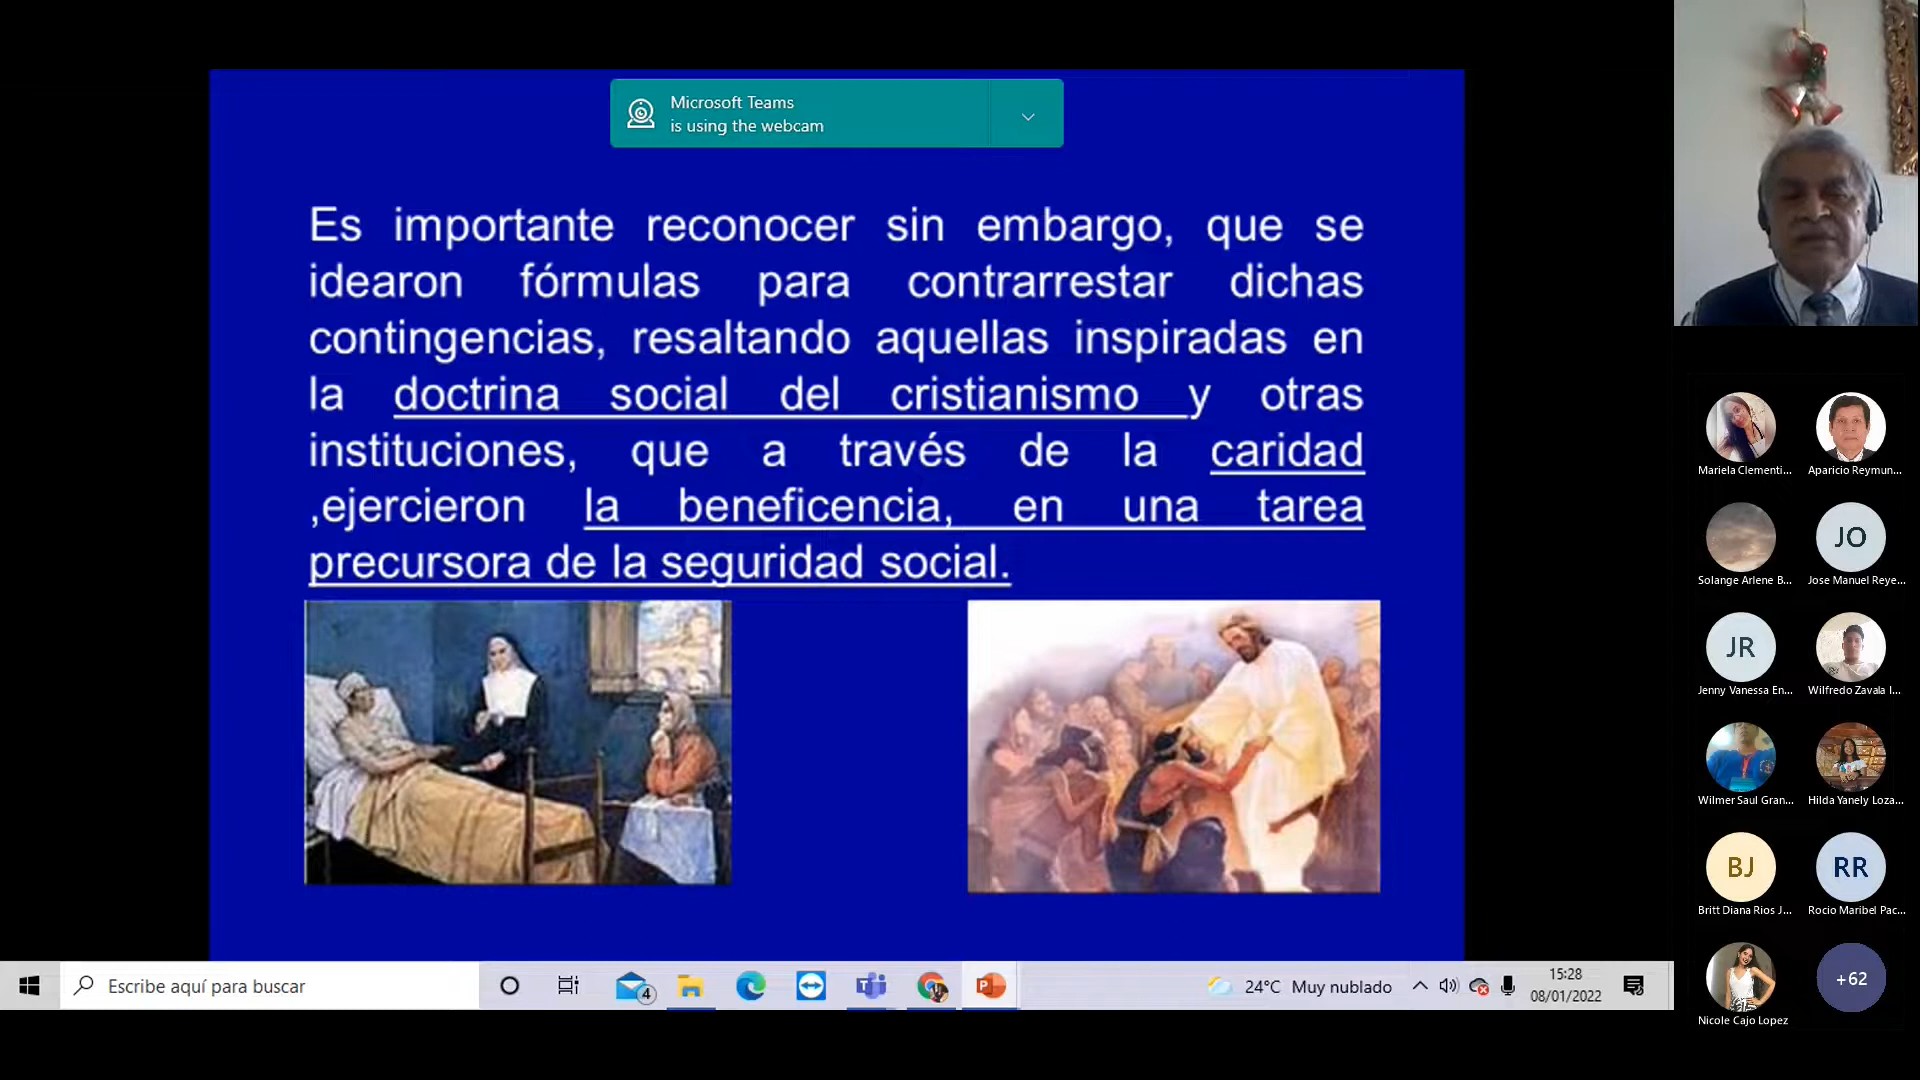 Microsoft Teams
is using the webcam
Es importante reconocer sin embargo, que se
idearon fórmulas para contrarrestar dichas
contingencias, resaltando aquellas inspiradas en
la doctrina social del cristianismo y otras
instituciones, que a través de la caridad
,ejercieron la beneficencia, en una tarea
precursora de la seguridad social.
Mariela Clementi...
Aparicio Reymun...
Solange Arlene B...
JO
Jose Manuel Reye...
JR
Jenny Vanessa En...
Wilfredo Zavala I...
Wilmer Saul Gran...
Hilda Yanely Loza...
BJ
Britt Diana Rios J...
RR
Rocio Maribel Pac...
Nicole Cajo Lopez
+62
Escribe aquí para buscar
4
24°C Muy nublado
15:28
08/01/2022